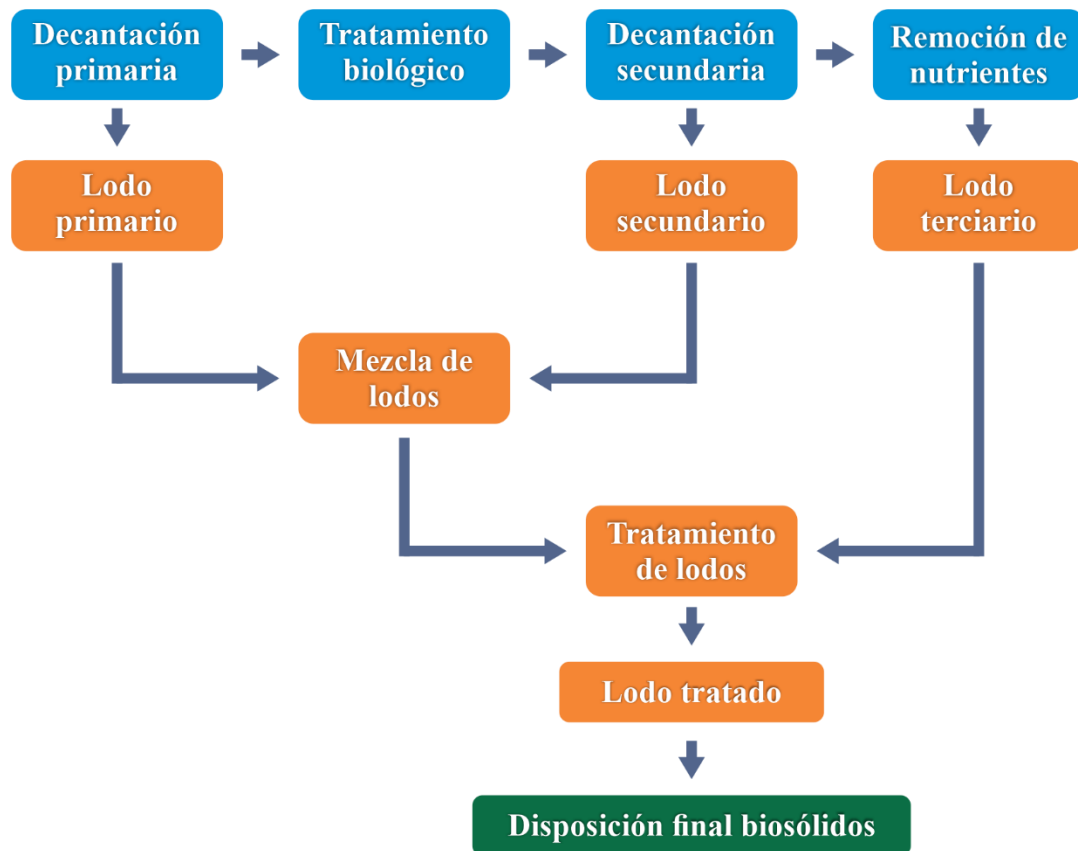 Decantación
primaria
Tratamiento
biológico
Decantación
secundaria
Remoción de
nutrientes
Lodo
primario
Lodo
secundario
Lodo
terciario
Mezcla de
lodos
Tratamiento
de lodos
Lodo tratado
Disposición final biosólidos